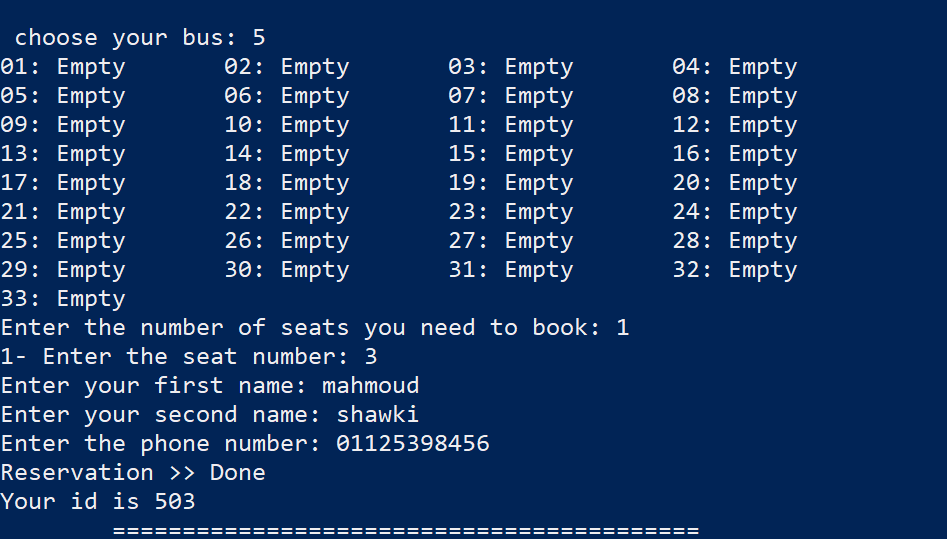 choose your bus: 5
01: Empty 02: Empty 03: Empty 04: Empty
05: Empty 06: Empty 07: Empty 08: Empty
09: Empty 10: Empty 11: Empty 12: Empty
13: Empty 14: Empty 15: Empty 16: Empty
17: Empty 18: Empty 19: Empty 20: Empty
21: Empty 22: Empty 23: Empty 24: Empty
25: Empty 26: Empty 27: Empty 28: Empty
29: Empty 30: Empty 31: Empty 32: Empty
33: Empty
Enter the number of seats you need to book: 1
1- Enter the seat number: 3
Enter your first name: mahmoud
Enter your second name: shawki
Enter the phone number: 01125398456
Reservation >> Done
Your id is 503
==========================================